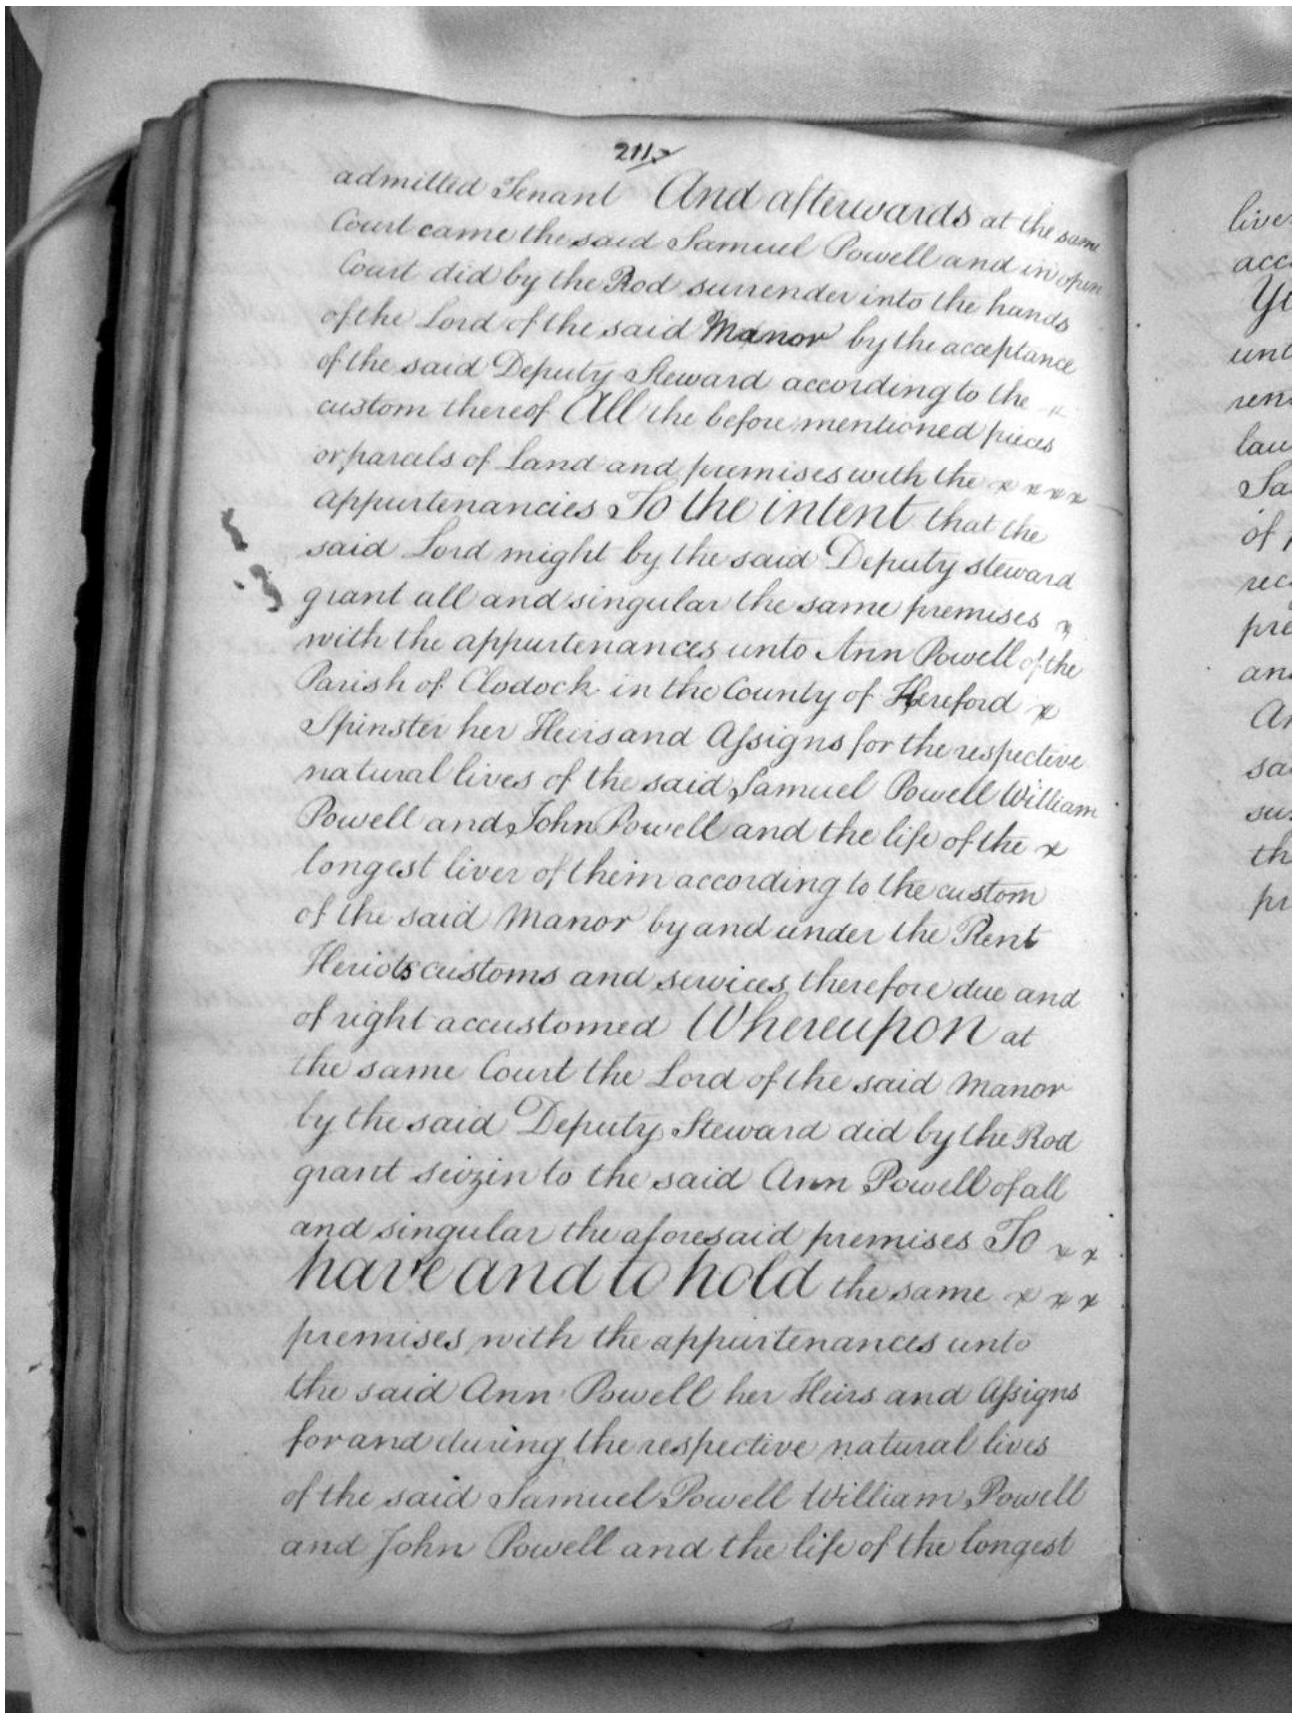 211.
admitted Tenant And afterwards at the same
Court came the said Samuel Powell and in open
Court did by the Rod surrender into the hands
of the Lord of the said Manor by the acceptance
of the said Deputy Steward according to the
custom thereof All the before mentioned pieces
or parcels of Land and premises with the x x x x
appurtenancies To the intent that the
said Lord might by the said Deputy steward
grant all and singular the same premises x
with the appurtenances unto Ann Powell of the
Parish of Clodock in the County of Hereford x
Spinster her Heirs and Assigns for the respective
natural lives of the said Samuel Powell William
Powell and John Powell and the life of the x
longest liver of them according to the custom
of the said Manor by and under the Rent
Heriots customs and services therefore due and
of right accustomed Whereupon at
the same Court the Lord of the said Manor
by the said Deputy Steward did by the Rod
grant seizin to the said Ann Powell of all
and singular the aforesaid premises To x x
have and to hold the same x x x
premises with the appurtenances unto
the said Ann Powell her Heirs and Assigns
for and during the respective natural lives
of the said Samuel Powell William Powell
and John Powell and the life of the longest